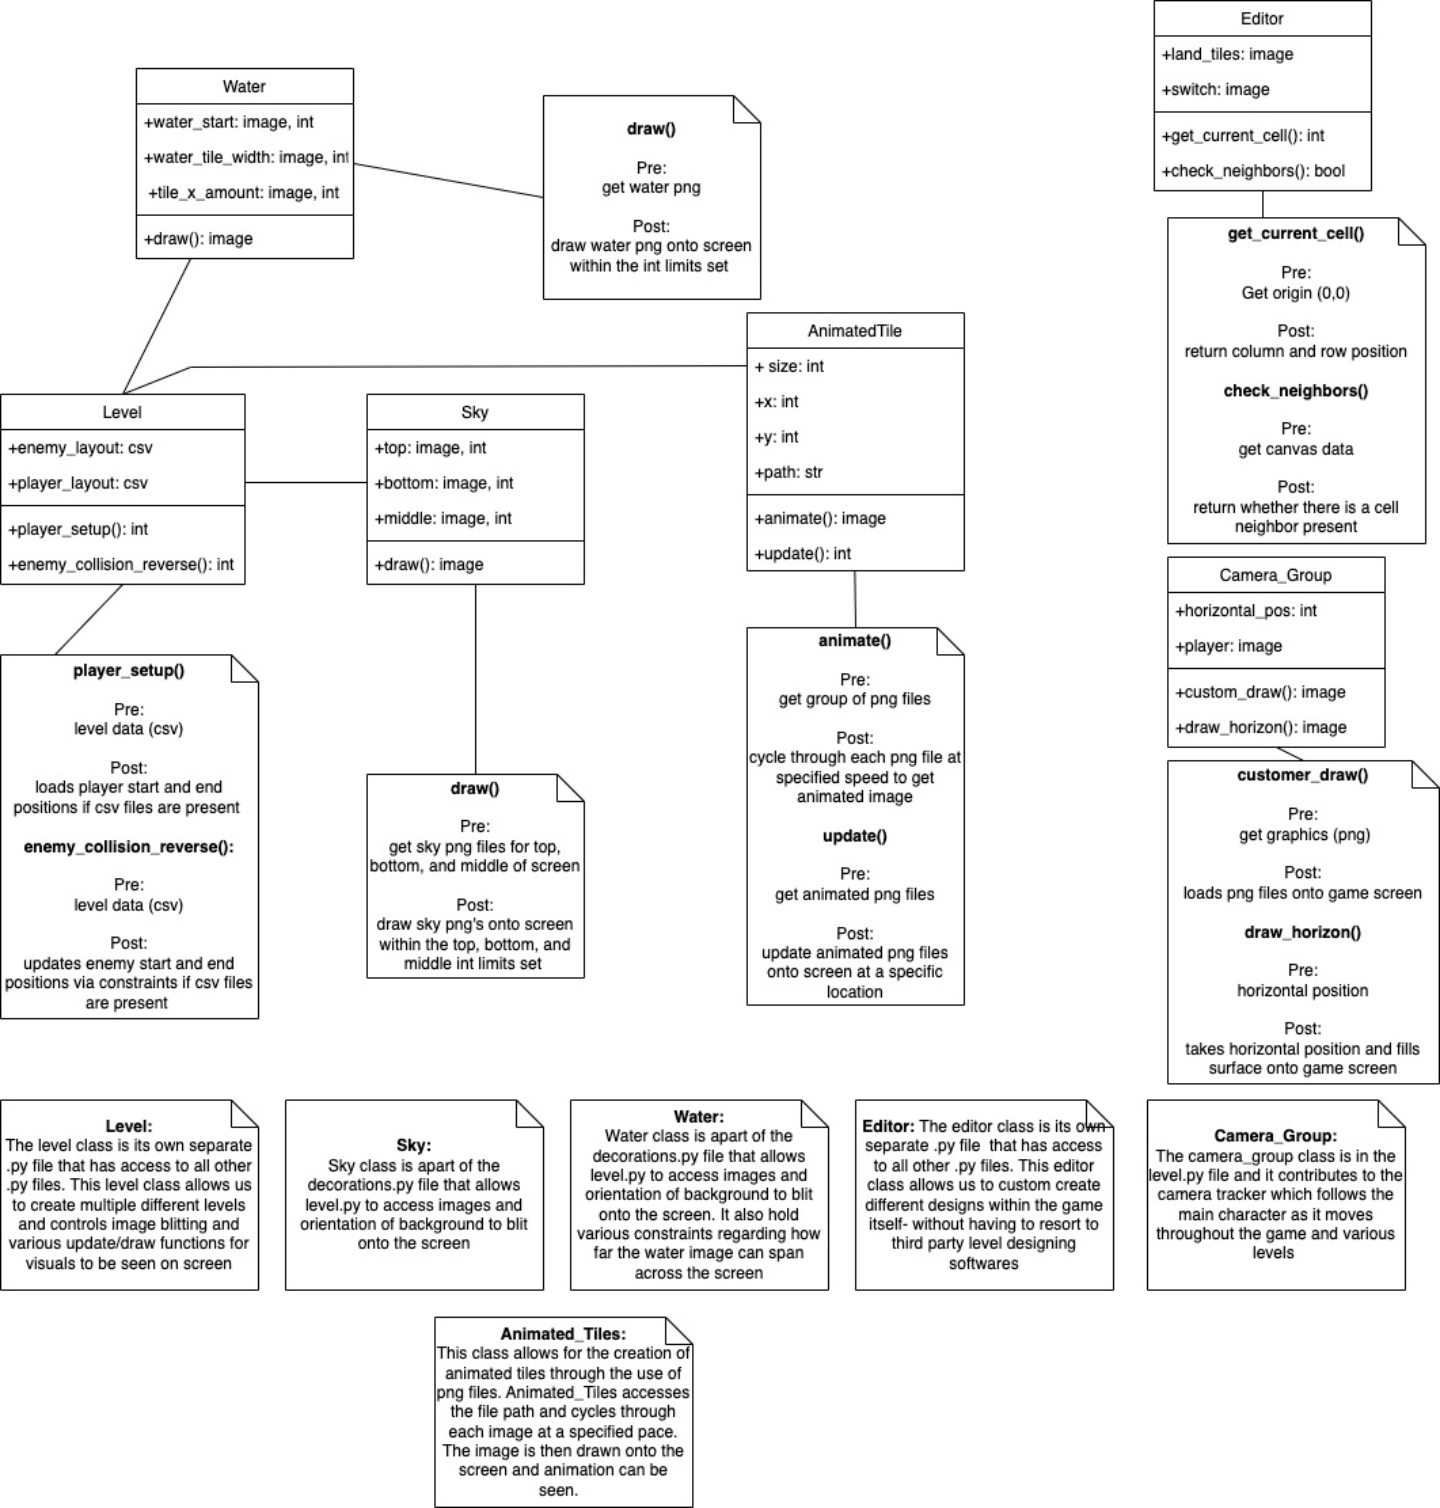 Editor
+land_tiles: image
+switch: image
+get_current_cell(): int
+check_neighbors(): bool
Water
+water_start: image, int
+water_tile_width: image, int
+tile_x_amount: image, int
+draw(): image
draw()
Pre:
get water png
Post:
draw water png onto screen
within the int limits set
get_current_cell()
Pre:
Get origin (0,0)
Post:
return column and row position
check_neighbors()
Pre:
get canvas data
Post:
return whether there is a cell
neighbor present
AnimatedTile
+ size: int
+x: int
+y: int
+path: str
+animate(): image
+update(): int
Level
+enemy_layout: csv
+player_layout: csv
+player_setup(): int
+enemy_collision_reverse(): int
Sky
+top: image, int
+bottom: image, int
+middle: image, int
+draw(): image
Camera_Group
+horizontal_pos: int
+player: image
+custom_draw(): image
+draw_horizon(): image
player_setup()
Pre:
level data (csv)
Post:
loads player start and end
positions if csv files are present
enemy_collision_reverse():
Pre:
level data (csv)
Post:
updates enemy start and end
positions via constraints if csv files
are present
draw()
Pre:
get sky png files for top,
bottom, and middle of screen
Post:
draw sky png's onto screen
within the top, bottom, and
middle int limits set
animate()
Pre:
get group of png files
Post:
cycle through each png file at
specified speed to get
animated image
update()
Pre:
get animated png files
Post:
update animated png files
onto screen at a specific
location
customer_draw()
Pre:
get graphics (png)
Post:
loads png files onto game screen
draw_horizon()
Pre:
horizontal position
Post:
takes horizontal position and fills
surface onto game screen
Level:
The level class is its own separate
.py file that has access to all other
.py files. This level class allows us
to create multiple different levels
and controls image blitting and
various update/draw functions for
visuals to be seen on screen
Sky:
Sky class is apart of the
decorations.py file that allows
level.py to access images and
orientation of background to blit
onto the screen
Water:
Water class is apart of the
decorations.py file that allows
level.py to access images and
orientation of background to blit
onto the screen. It also hold
various constraints regarding how
far the water image can span
across the screen
Editor: The editor class is its own
separate .py file  that has access
to all other .py files. This editor
class allows us to custom create
different designs within the game
itself- without having to resort to
third party level designing
softwares
Camera_Group:
The camera_group class is in the
level.py file and it contributes to the
camera tracker which follows the
main character as it moves
throughout the game and various
levels
Animated_Tiles:
This class allows for the creation of
animated tiles through the use of
png files. Animated_Tiles accesses
the file path and cycles through
each image at a specified pace.
The image is then drawn onto the
screen and animation can be
seen.